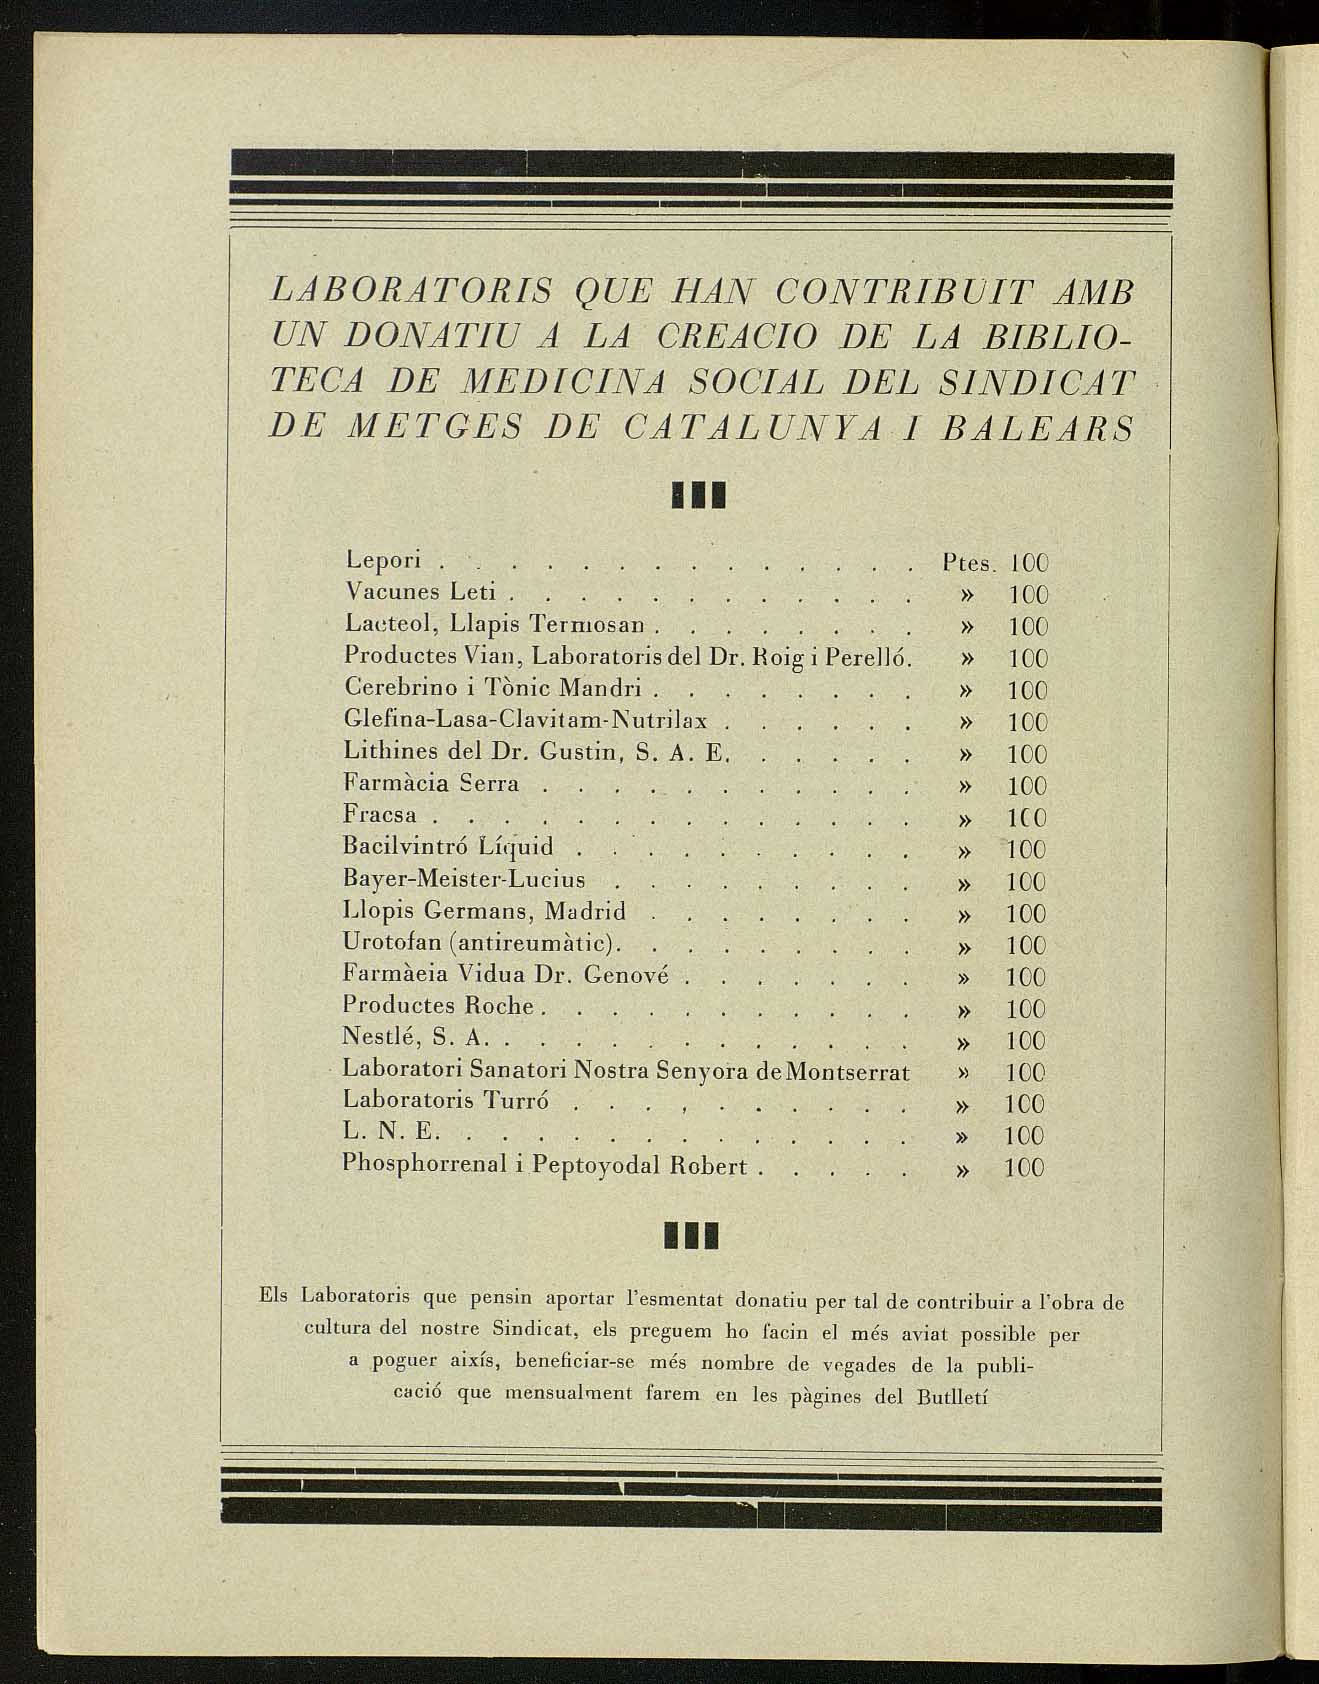 LABORATORIS QUE HAN CONTRIBUIT AMB
UN DONATIU A LA CREACIO DE LA BIBLIO-
TECA DE MEDICINA SOCIAL DEL SINDICAT
DE METGES DE CATALUNYA I BALEARS
Lepori . . . . . . . . . . . . . . Ptes. 100
Vacunes Leti . . . . . . . . . . . . » 100
Lacteol, Llapis Termosan . . . . . . . . » 100
Productes Vian, Laboratoris del Dr. Roig i Perelló. » 100
Cerebrino i Tònic Mandri . . . . . . . . » 100
Glefina-Lasa-Clavitam-Nutrilax . . . . . . » 100
Lithines del Dr. Gustin, S. A. E. . . . . . » 100
Farmàcia Serra . . . . . . . . . . . » 100
Fracsa . . . . . . . . . . . . . . » 100
Bacilvintró Líquid . . . . . . . . . . » 100
Bayer-Meister-Lucius . . . . . . . . . » 100
Llopis Germans, Madrid . . . . . . . . » 100
Urotofan (antireumàtic). . . . . . . . . » 100
Farmàeia Vidua Dr. Genové . . . . . . . » 100
Productes Roche . . . . . . . . . . . » 100
Nestlé, S. A. . . . . . . . . . . . . » 100
Laboratori Sanatori Nostra Senyora de Montserrat » 100
Laboratoris Turró . . . , . . . . . . » 100
L. N. E. . . . . . . . . . . . . . » 100
Phosphorrenal i Peptoyodal Robert . . . . . » 100
Els Laboratoris que pensin aportar l'esmentat donatiu per tal de contribuir a l'obra de
cultura del nostre Sindicat, els preguem ho facin el més aviat possible per
a poguer aixís, beneficiar-se més nombre de vegades de la publi-
cació que mensualment farem en les pàgines del Butlletí